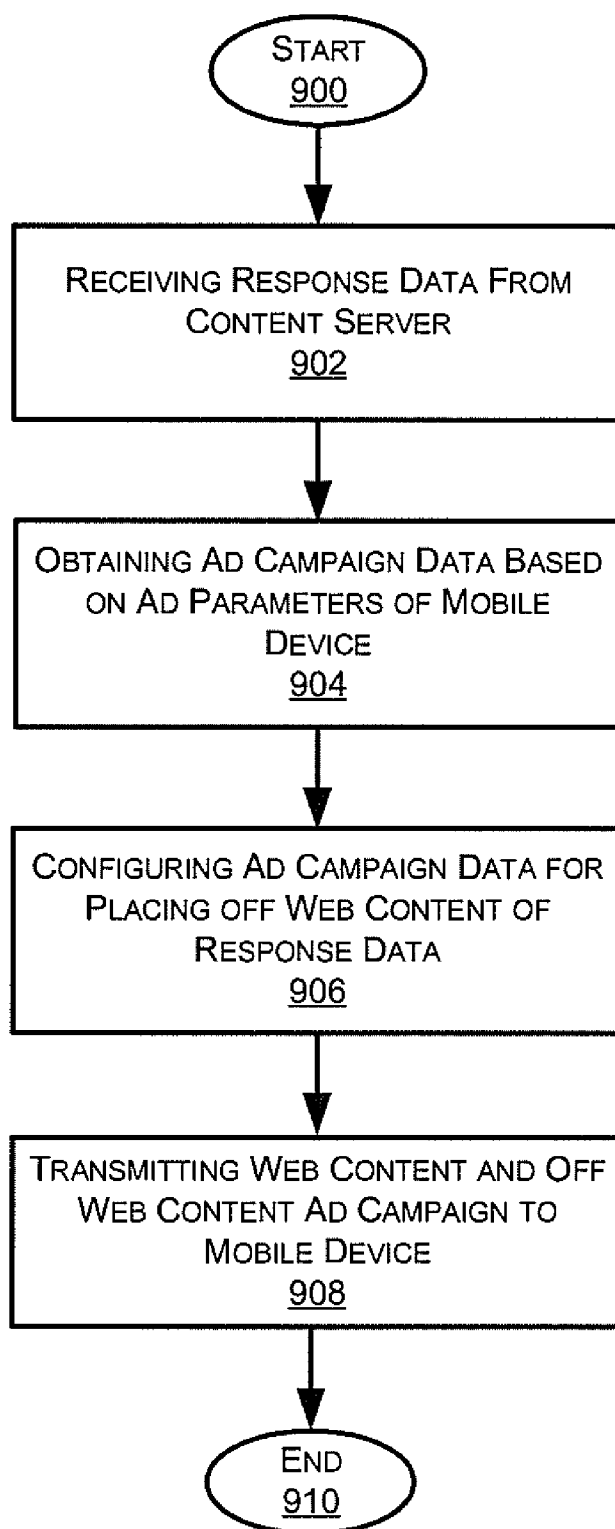 START
900
RECEIVING RESPONSE DATA FROM
CONTENT SERVER
902
OBTAINING AD CAMPAIGN DATA BASED
ON AD PARAMETERS OF MOBILE
DEVICE
904
CONFIGURING AD CAMPAIGN DATA FOR
PLACING OFF WEB CONTENT OF
RESPONSE DATA
906
TRANSMITTING WEB CONTENT AND OFF
WEB CONTENT AD CAMPAIGN TO
MOBILE DEVICE
908
END
910